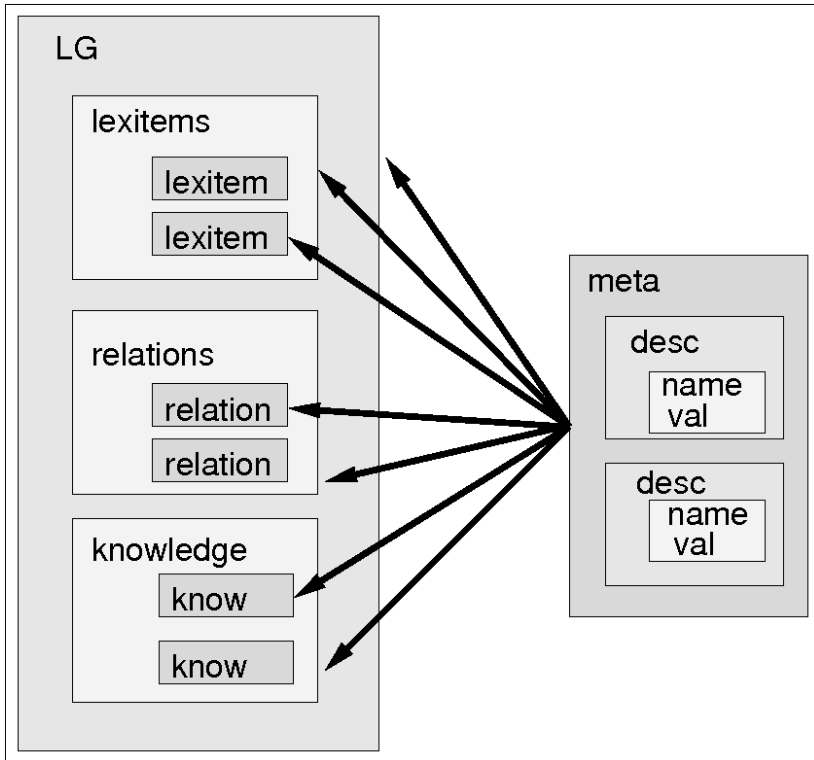 LG
lexitems
lexitem
lexitem
relations
relation
relation
knowledge
know
know
meta
desc
name
val
desc
name
val